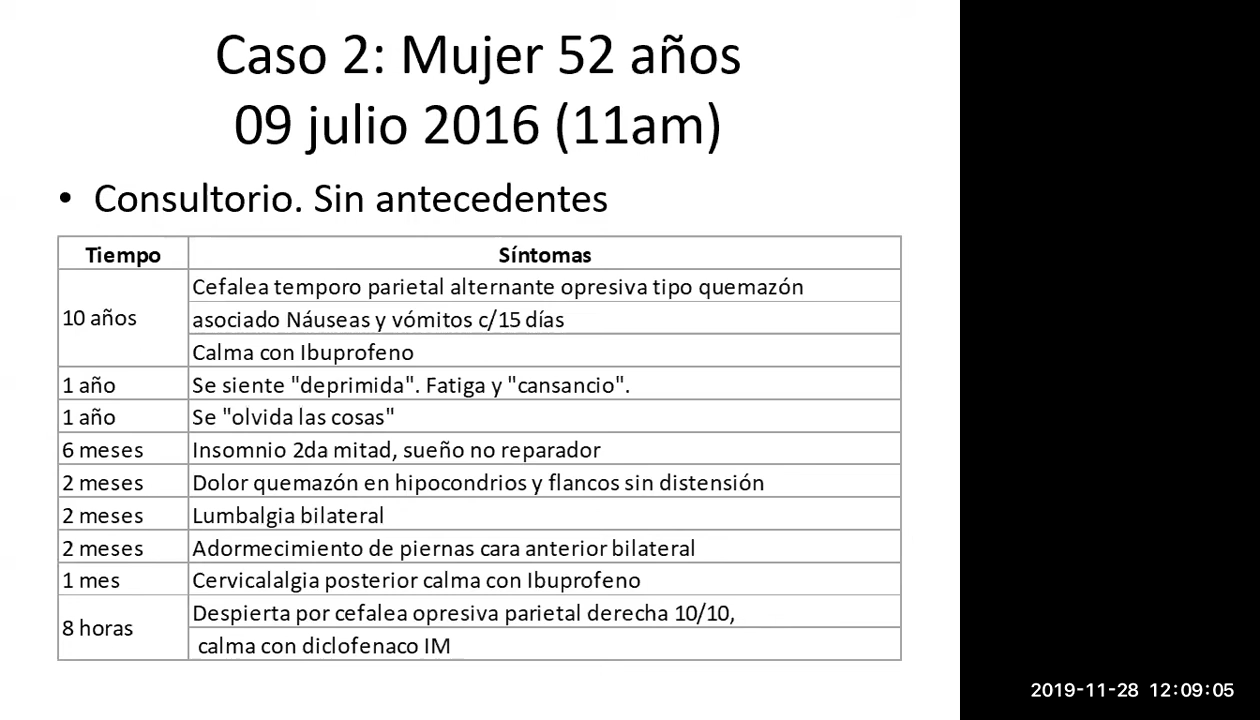 Caso 2: Mujer 52 años
09 julio 2016 (11am)
• Consultorio. Sin antecedentes
Tiempo Síntomas
10 años Cefalea temporo parietal alternante opresiva tipo quemazón
asociado Náuseas y vómitos c/15 días
Calma con Ibuprofeno
1 año Se siente "deprimida". Fatiga y "cansancio".
1 año Se "olvida las cosas"
6 meses Insomnio 2da mitad, sueño no reparador
2 meses Dolor quemazón en hipocondrios y flancos sin distensión
2 meses Lumbalgia bilateral
2 meses Adormecimiento de piernas cara anterior bilateral
1 mes Cervicalalgia posterior calma con Ibuprofeno
8 horas Despierta por cefalea opresiva parietal derecha 10/10,
calma con diclofenaco IM
2019-11-28 12:09:05